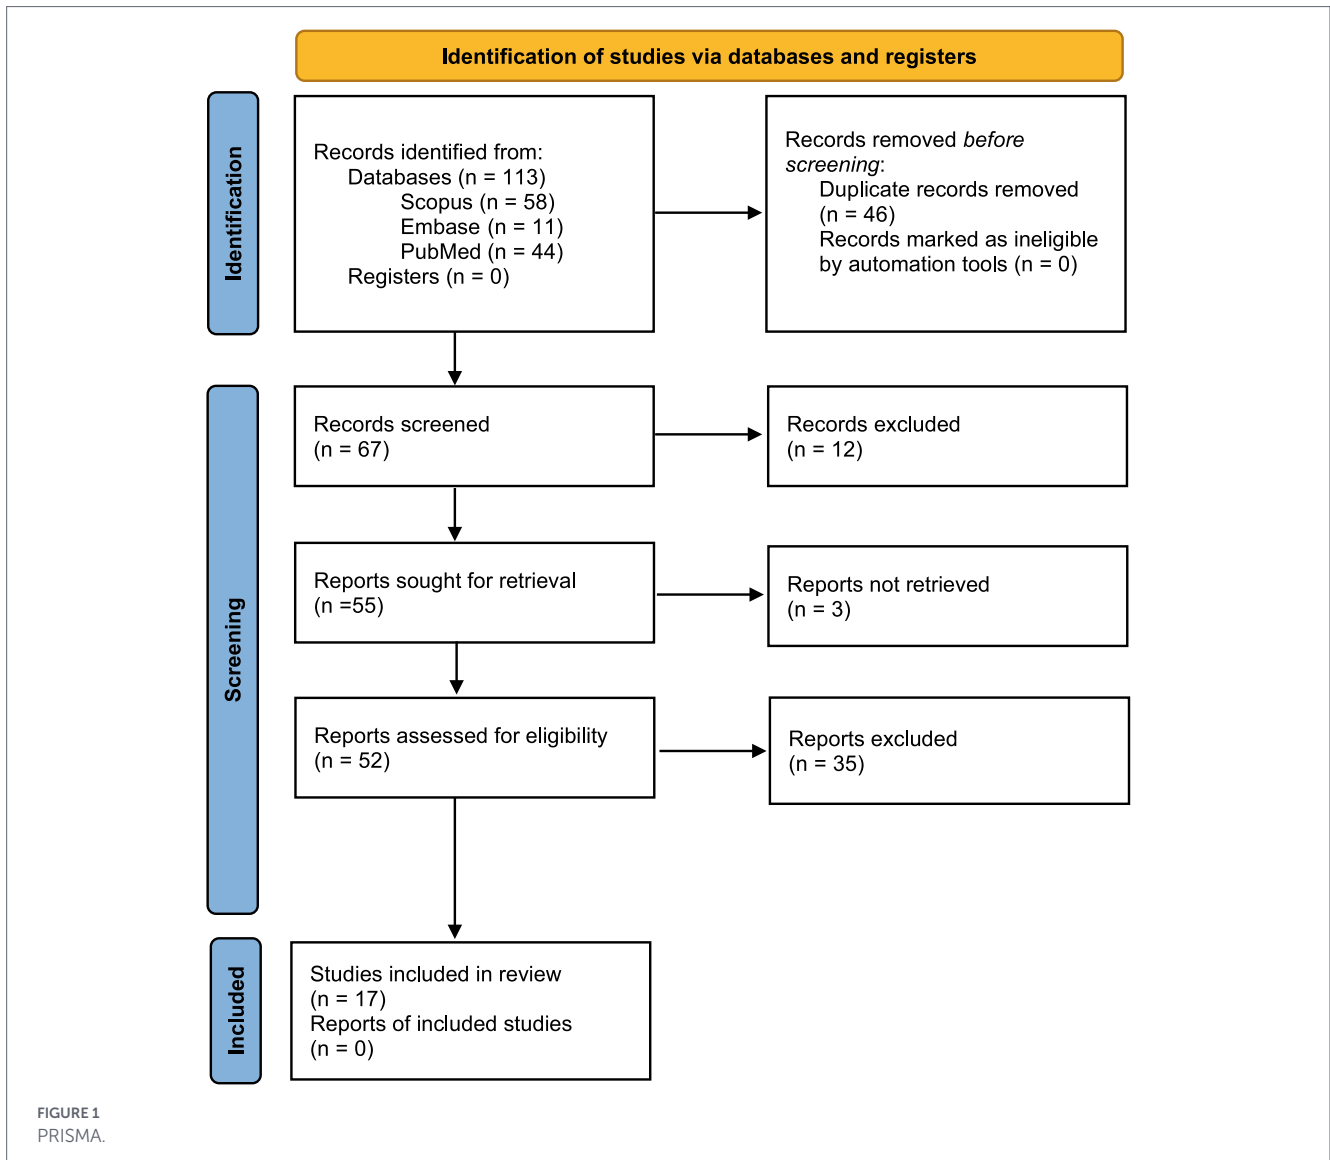 Identification of studies via databases and registers
Identification
Records identified from:
Databases (n = 113)
Scopus (n = 58)
Embase (n = 11)
PubMed (n = 44)
Registers (n = 0)
Records removed before
screening:
Duplicate records removed
(n = 46)
Records marked as ineligible
by automation tools (n = 0)
Screening
Records screened
(n = 67)
Records excluded
(n = 12)
Reports sought for retrieval
(n =55)
Reports not retrieved
(n = 3)
Reports assessed for eligibility
(n = 52)
Reports excluded
(n = 35)
Included
Studies included in review
(n = 17)
Reports of included studies
(n = 0)
FIGURE 1
PRISMA.